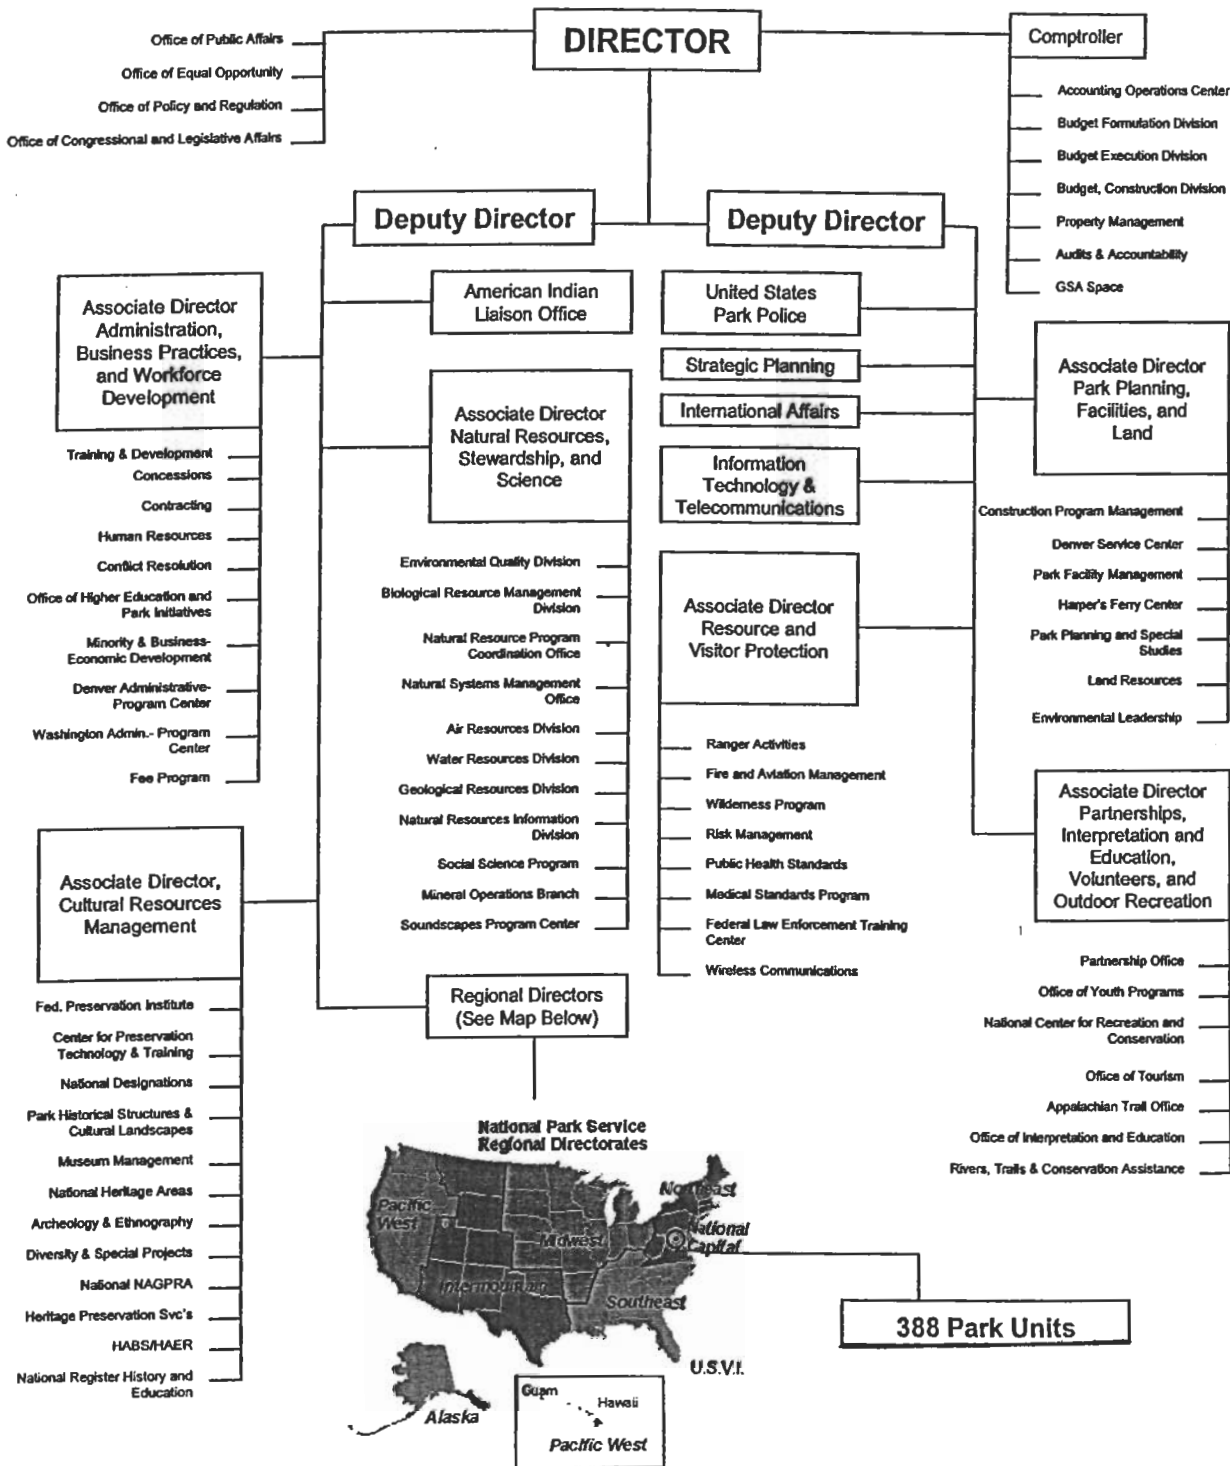 DIRECTOR
Office of Public Affairs
Office of Equal Opportunity
Office of Policy and Regulation
Office of Congressional and Legislative Affairs
Comptroller
Accounting Operations Center
Budget Formulation Division
Budget Execution Division
Budget, Construction Division
Property Management
Audits & Accountability
GSA Space
Deputy Director
Deputy Director
Associate Director
Administration,
Business Practices,
and Workforce
Development
Training & Development
Concessions
Contracting
Human Resources
Conflict Resolution
Office of Higher Education and
Park Initiatives
Minority & Business-
Economic Development
Denver Administrative-
Program Center
Washington Admin.- Program
Center
Fee Program
Associate Director,
Cultural Resources
Management
Fed. Preservation Institute
Center for Preservation
Technology & Training
National Designations
Park Historical Structures &
Cultural Landscapes
Museum Management
National Heritage Areas
Archeology & Ethnography
Diversity & Special Projects
National NAGPRA
Heritage Preservation Svc's
HABS/HAER
National Register History and
Education
American Indian
Liaison Office
Associate Director
Natural Resources,
Stewardship, and
Science
Environmental Quality Division
Biological Resource Management
Division
Natural Resource Program
Coordination Office
Natural Systems Management
Office
Air Resources Division
Water Resources Division
Geological Resources Division
Natural Resources Information
Division
Social Science Program
Mineral Operations Branch
Soundscapes Program Center
Regional Directors
(See Map Below)
United States
Park Police
Strategic Planning
International Affairs
Information
Technology &
Telecommunications
Associate Director
Resource and
Visitor Protection
Ranger Activities
Fire and Aviation Management
Wilderness Program
Risk Management
Public Health Standards
Medical Standards Program
Federal Law Enforcement Training
Center
Wireless Communications
Associate Director
Park Planning,
Facilities, and
Land
Construction Program Management
Denver Service Center
Park Facility Management
Harper's Ferry Center
Park Planning and Special
Studies
Land Resources
Environmental Leadership
Associate Director
Partnerships,
Interpretation and
Education,
Volunteers, and
Outdoor Recreation
Partnership Office
Office of Youth Programs
National Center for Recreation and
Conservation
Office of Tourism
Appalachian Trail Office
Office of Interpretation and Education
Rivers, Trails & Conservation Assistance
National Park Service
Regional Directorates
Pacific
West
Midwest
Northeast
National
Capital
Intermountain
Southeast
U.S.V.I.
Alaska
Guam
Hawaii
Pacific West
388 Park Units